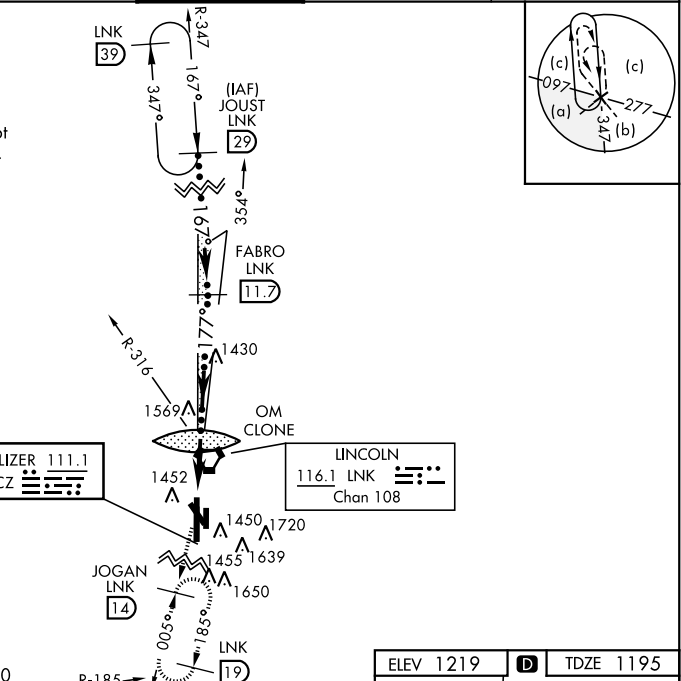 R-347
LNK
39
(IAF)
JOUST
LNK
29
347°
167°
(c)
(c)
097
277
(a)
(b)
347
354°
167°
FABRO
LNK
11.7
177°
R-316
1430
1569
OM
CLONE
LIZER 111.1
CZ
LINCOLN
116.1 LNK
Chan 108
1452
1450
1720
1455
1639
1650
JOGAN
LNK
14
005°
185°
LNK
19
R-185
0
ELEV 1219
D
TDZE 1195